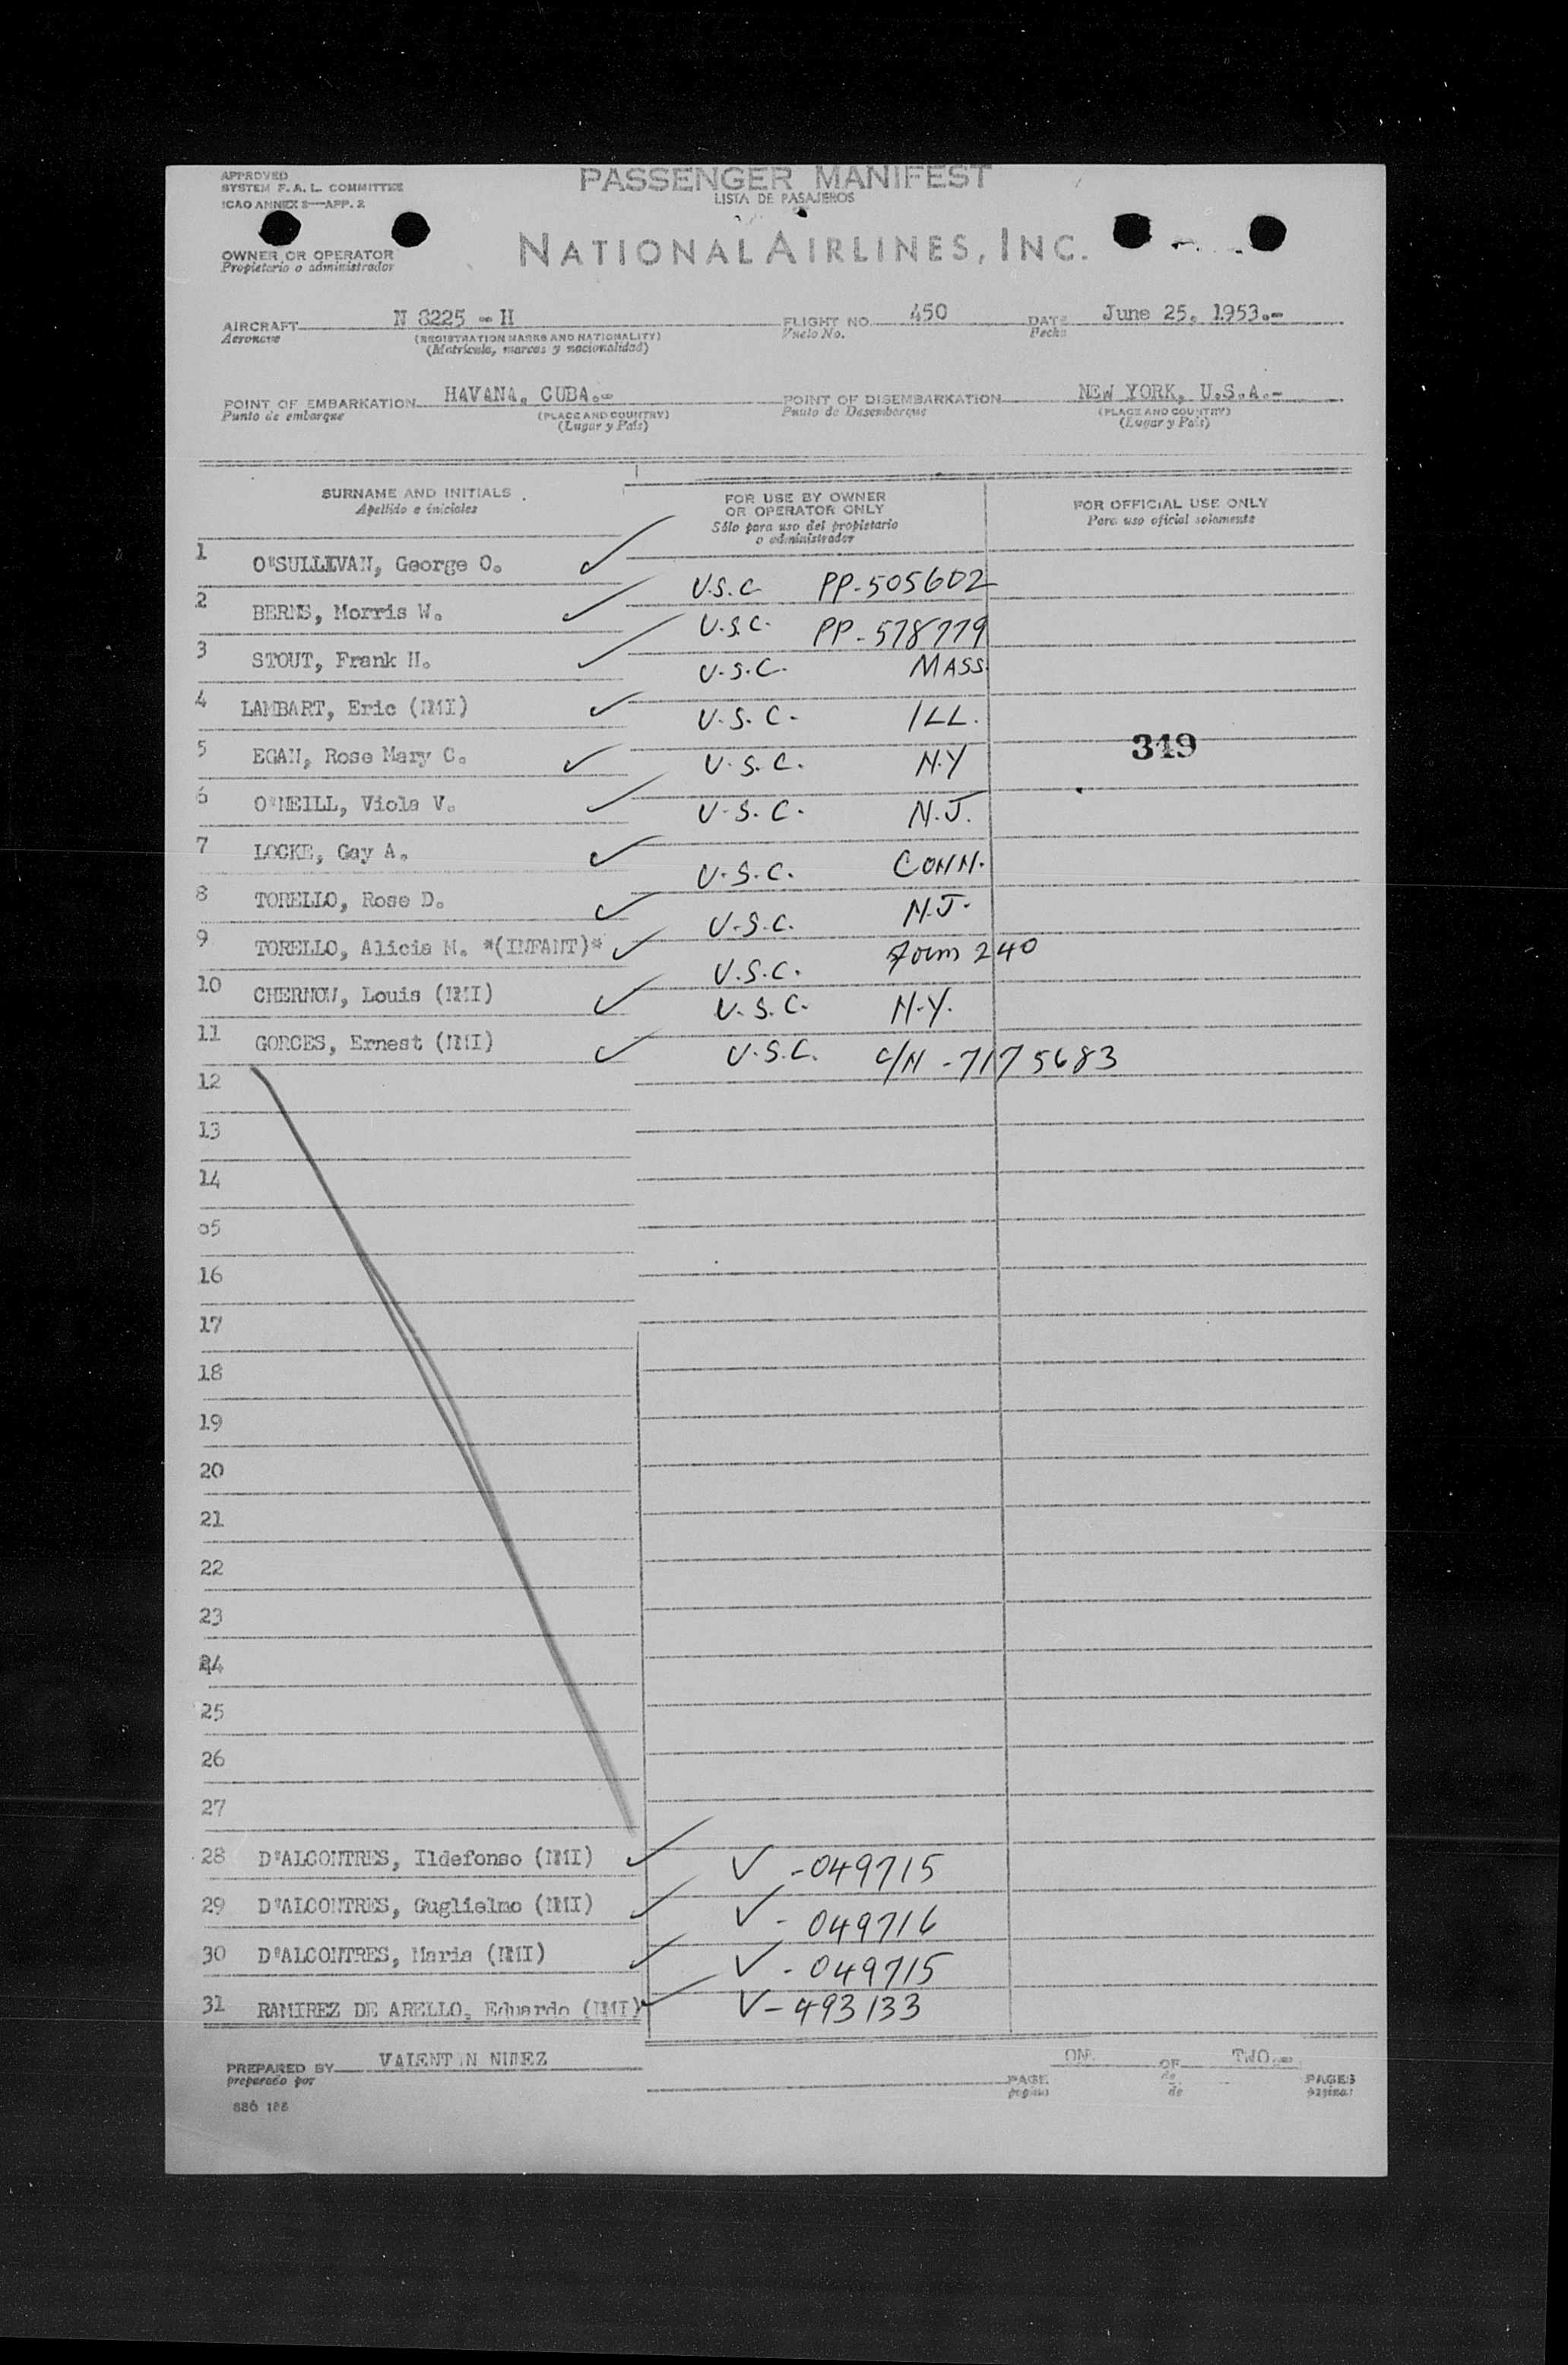 APPROVED
SYSTEM F. A. L. COMMITTEE
ICAO ANNEX 9—APP. 2
PASSENGER MANIFEST
LISTA DE PASAJEROS
OWNER OR OPERATOR
Propietario o administrador
NATIONAL AIRLINES, INC.
AIRCRAFT N 8225 - H FLIGHT NO. 450 DATE June 25, 1953.-
Aeronave (REGISTRATION MARKS AND NATIONALITY) Vuelo No. Fecha
(Matrícula, marcas y nacionalidad)
POINT OF EMBARKATION HAVANA, CUBA.- POINT OF DISEMBARKATION NEW YORK, U.S.A.-
Punto de embarque (PLACE AND COUNTRY) Punto de Desembarque (PLACE AND COUNTRY)
(Lugar y País) (Lugar y País)
SURNAME AND INITIALS
Apellido e iniciales
FOR USE BY OWNER
OR OPERATOR ONLY
Sólo para uso del propietario
o administrador
FOR OFFICIAL USE ONLY
Para uso oficial solamente
1 O'SULLEVAN, George O. ✓ U.S.C. PP-505602
2 BERNS, Morris W. ✓ U.S.C. PP-578779
3 STOUT, Frank H. ✓ U.S.C. MASS.
4 LAMBART, Eric (NMI) ✓ U.S.C. ILL.
5 EGAN, Rose Mary C. ✓ U.S.C. N.Y
319
6 O'NEILL, Viola V. ✓ U.S.C. N.J.
7 LOCKE, Gay A. ✓ U.S.C. CONN.
8 TORELLO, Rose D. ✓ U.S.C. N.J.
9 TORELLO, Alicia M. *(INFANT)* ✓ U.S.C. Form 240
10 CHERNOW, Louis (NMI) ✓ U.S.C. N.Y.
11 GORCES, Ernest (NMI) ✓ U.S.C. C/N-7175683
12
13
14
o5
16
17
18
19
20
21
22
23
24
25
26
27
28 D'ALCONTRES, Ildefonso (NMI) ✓ V-049715
29 D'ALCONTRES, Guglielmo (NMI) ✓ V-049716
30 D'ALCONTRES, Maria (NMI) ✓ V-049715
31 RAMIREZ DE ARELLO, Eduardo (NMI) ✓ V-493133
PREPARED BY VALENTIN NUÑEZ PAGE ON OF TWO.- PAGES
preparado por pagina de paginas
de